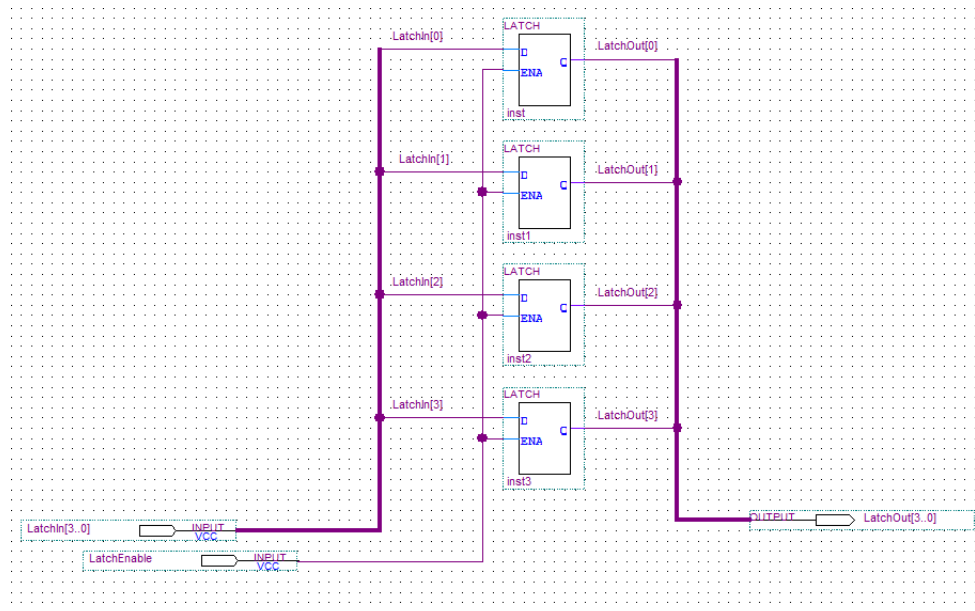 LATCH
LatchIn[0]
LatchOut[0]
D
Q
ENA
inst
LATCH
LatchIn[1]
LatchOut[1]
D
Q
ENA
inst1
LATCH
LatchIn[2]
LatchOut[2]
D
Q
ENA
inst2
LATCH
LatchIn[3]
LatchOut[3]
D
Q
ENA
inst3
LatchIn[3..0] INPUT
VCC
OUTPUT LatchOut[3..0]
LatchEnable INPUT
VCC